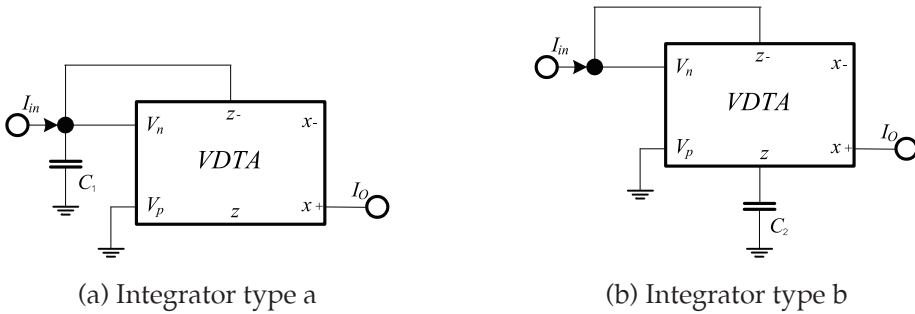 I_in
V_n
z-
x-
VDTA
C_1
V_p
z
x+
I_O
(a) Integrator type a
I_in
V_n
z-
x-
VDTA
V_p
z
x+
I_O
C_2
(b) Integrator type b